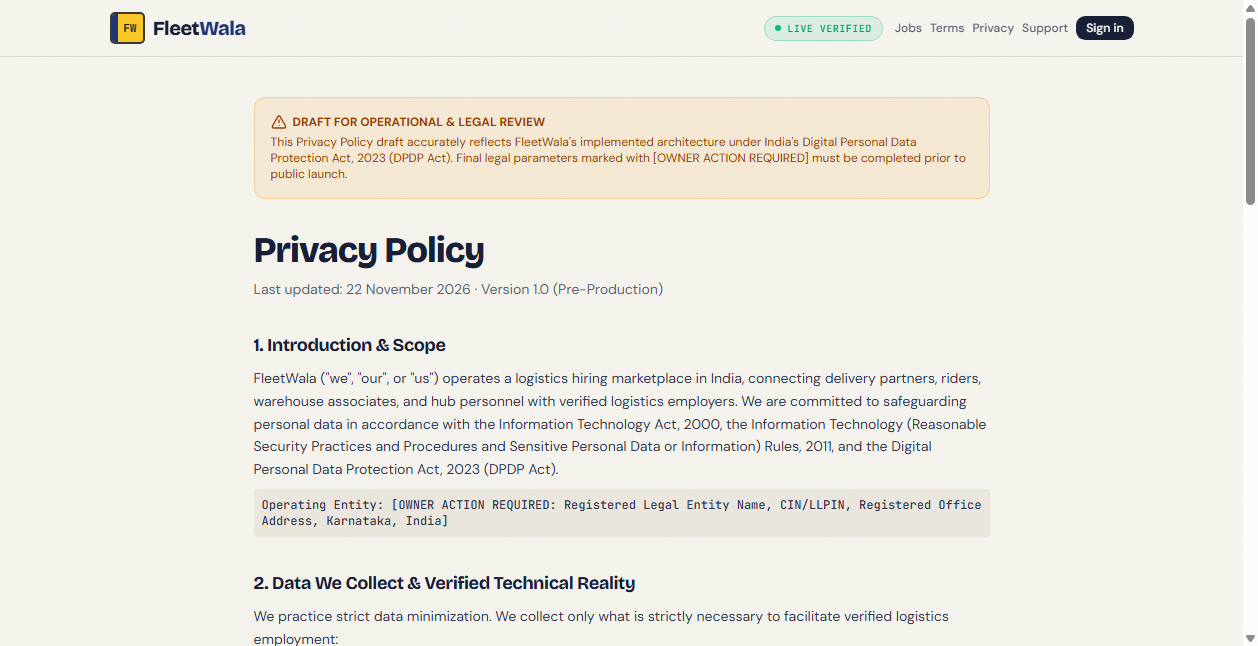 FW FleetWala
LIVE VERIFIED Jobs Terms Privacy Support Sign in
DRAFT FOR OPERATIONAL & LEGAL REVIEW
This Privacy Policy draft accurately reflects FleetWala's implemented architecture under India's Digital Personal Data
Protection Act, 2023 (DPDP Act). Final legal parameters marked with [OWNER ACTION REQUIRED] must be completed prior to
public launch.
Privacy Policy
Last updated: 22 November 2026 · Version 1.0 (Pre-Production)
1. Introduction & Scope
FleetWala ("we", "our", or "us") operates a logistics hiring marketplace in India, connecting delivery partners, riders,
warehouse associates, and hub personnel with verified logistics employers. We are committed to safeguarding
personal data in accordance with the Information Technology Act, 2000, the Information Technology (Reasonable
Security Practices and Procedures and Sensitive Personal Data or Information) Rules, 2011, and the Digital
Personal Data Protection Act, 2023 (DPDP Act).
Operating Entity: [OWNER ACTION REQUIRED: Registered Legal Entity Name, CIN/LLPIN, Registered Office
Address, Karnataka, India]
2. Data We Collect & Verified Technical Reality
We practice strict data minimization. We collect only what is strictly necessary to facilitate verified logistics
employment: